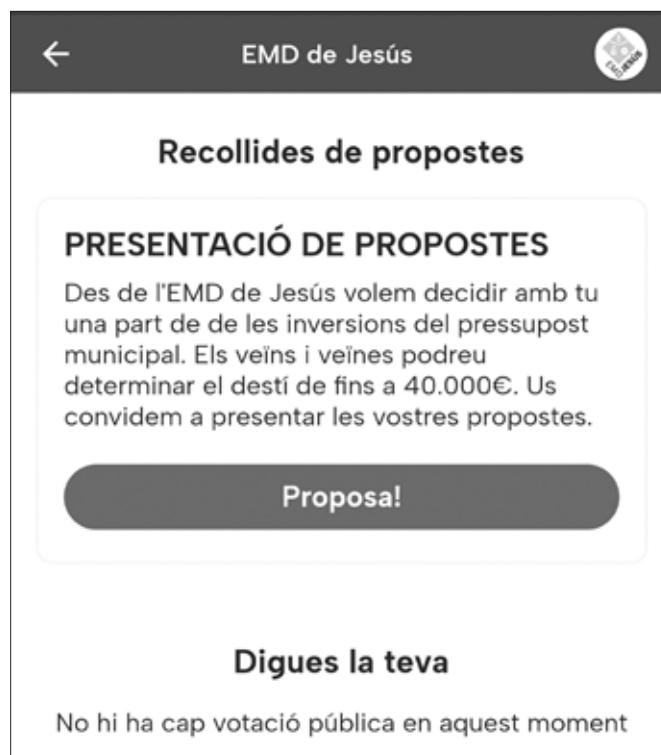 EMD de Jesús
EMD JESÚS
Recollides de propostes
PRESENTACIÓ DE PROPOSTES
Des de l'EMD de Jesús volem decidir amb tu
una part de de les inversions del pressupost
municipal. Els veïns i veïnes podreu
determinar el destí de fins a 40.000€. Us
convidem a presentar les vostres propostes.
Proposa!
Digues la teva
No hi ha cap votació pública en aquest moment